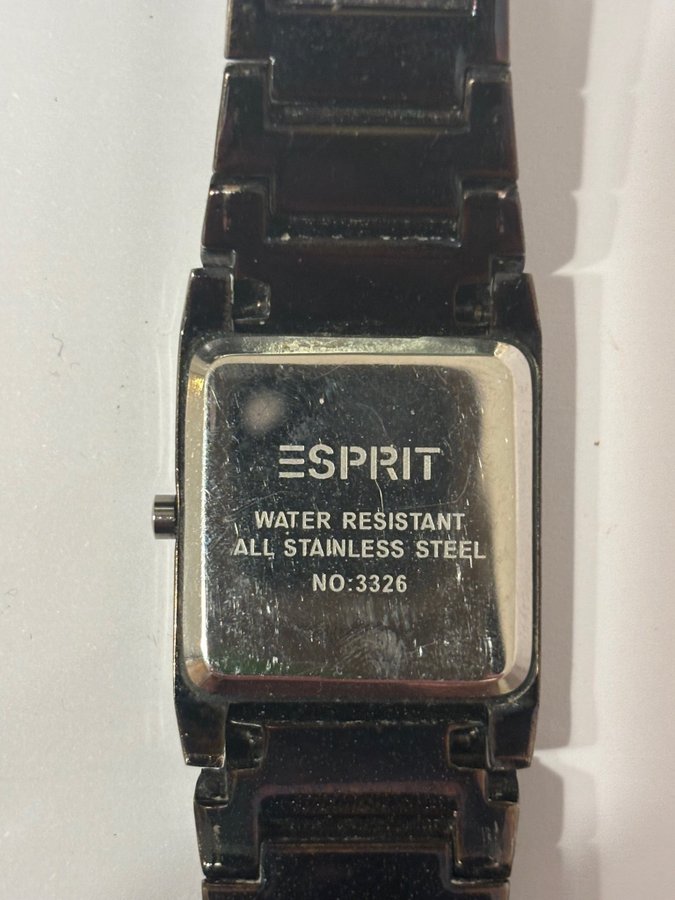 ESPRIT
WATER RESISTANT
ALL STAINLESS STEEL
NO:3326